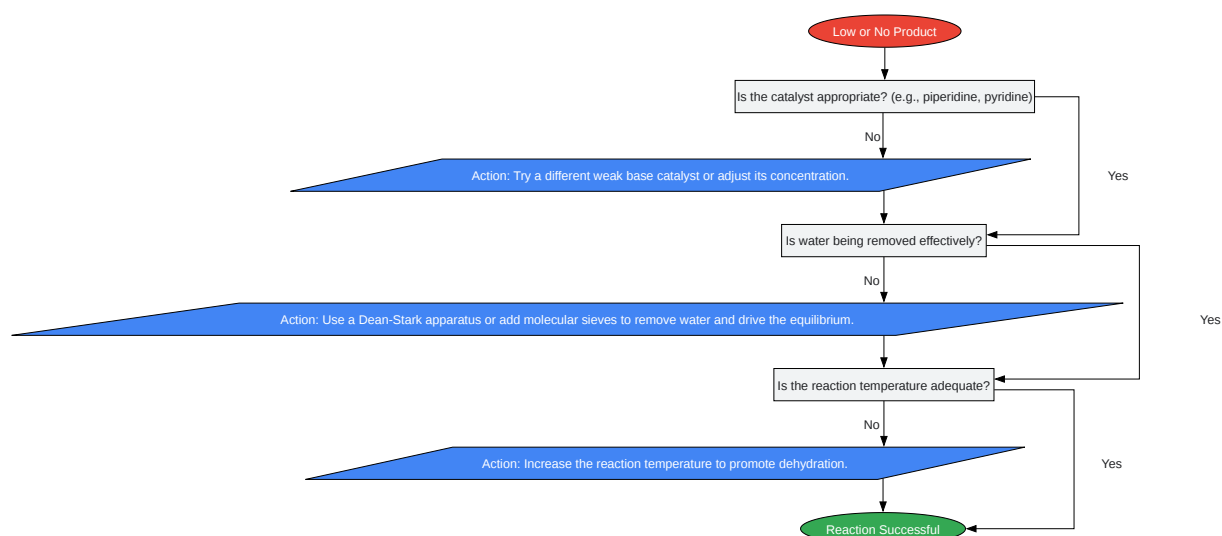 Low or No Product
Is the catalyst appropriate? (e.g., piperidine, pyridine)
No
Action: Try a different weak base catalyst or adjust its concentration.
Yes
Is water being removed effectively?
No
Action: Use a Dean-Stark apparatus or add molecular sieves to remove water and drive the equilibrium.
Yes
Is the reaction temperature adequate?
No
Action: Increase the reaction temperature to promote dehydration.
Yes
Reaction Successful